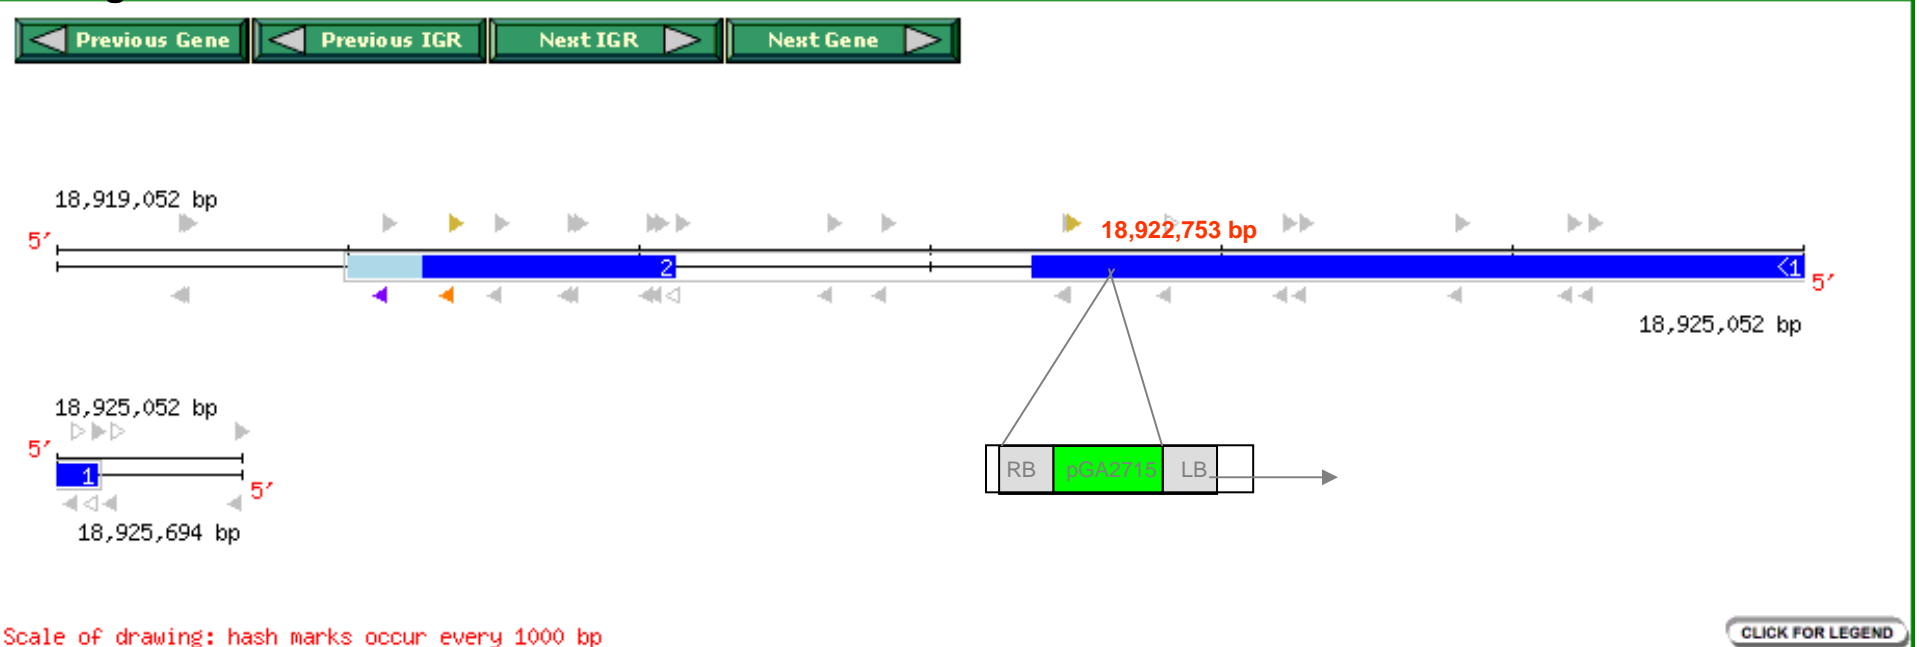 Previous Gene Previous IGR Next IGR Next Gene
18,919,052 bp
18,922,753 bp
5′
2 <1
5′
18,925,052 bp
18,925,052 bp
5′
RB pGA2715 LB
1
5′
18,925,694 bp
Scale of drawing: hash marks occur every 1000 bp
CLICK FOR LEGEND